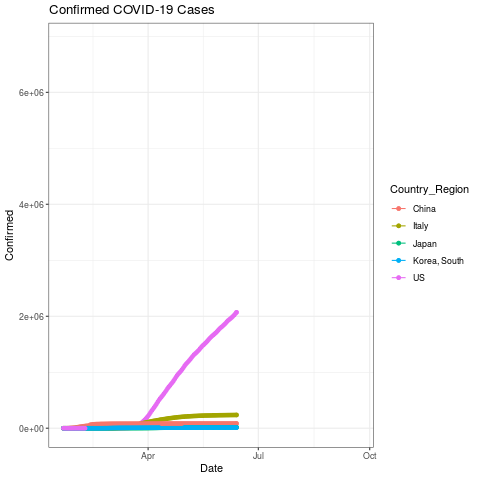 Confirmed COVID-19 Cases
6e+06
4e+06
2e+06
0e+00
Confirmed
Apr
Jul
Oct
Date
Country_Region
China
Italy
Japan
Korea, South
US